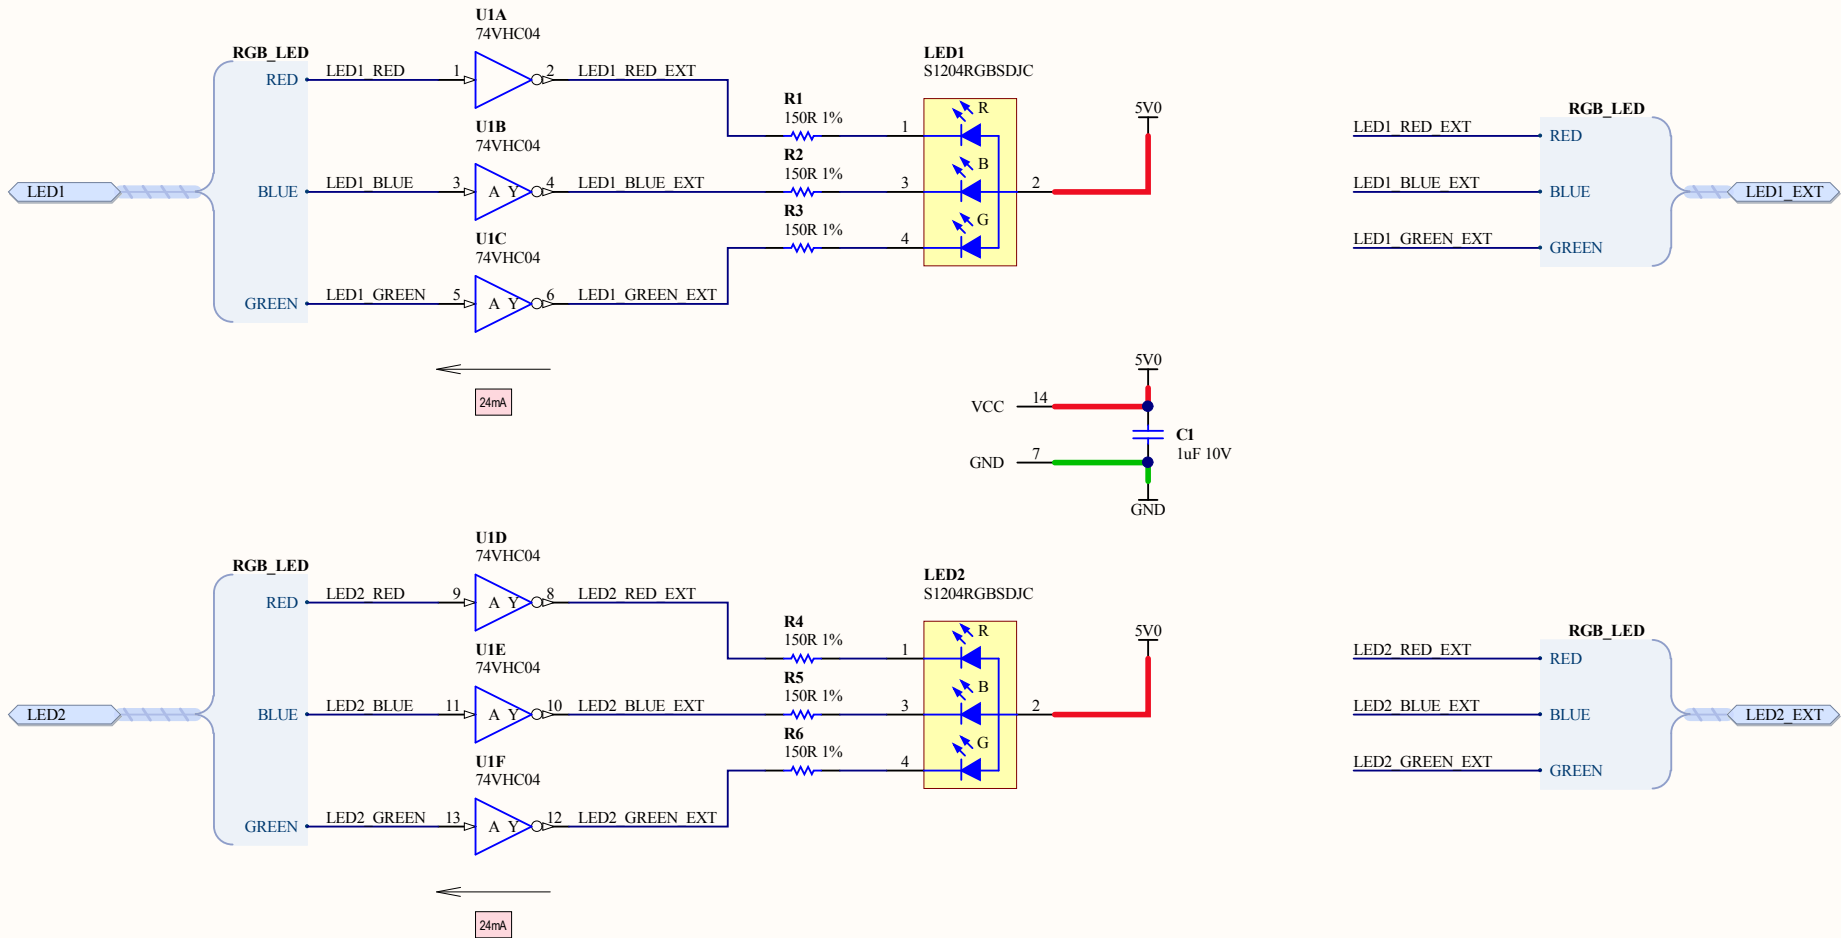 U1A
74VHC04
RGB_LED
RED
LED1_RED
1
2
LED1_RED_EXT
LED1
S1204RGBSDJC
R1
150R 1%
1
R
5V0
RGB_LED
LED1_RED_EXT
RED
U1B
74VHC04
R2
150R 1%
LED1
BLUE
LED1_BLUE
3
A Y
4
LED1_BLUE_EXT
3
B
2
LED1_BLUE_EXT
BLUE
LED1_EXT
U1C
74VHC04
R3
150R 1%
4
G
LED1_GREEN_EXT
GREEN
GREEN
LED1_GREEN
5
A Y
6
LED1_GREEN_EXT
24mA
5V0
VCC
14
C1
1uF 10V
GND
7
GND
U1D
74VHC04
RGB_LED
RED
LED2_RED
9
A Y
8
LED2_RED_EXT
LED2
S1204RGBSDJC
R4
150R 1%
1
R
5V0
RGB_LED
LED2_RED_EXT
RED
U1E
74VHC04
R5
150R 1%
LED2
BLUE
LED2_BLUE
11
A Y
10
LED2_BLUE_EXT
3
B
2
LED2_BLUE_EXT
BLUE
LED2_EXT
U1F
74VHC04
R6
150R 1%
4
G
LED2_GREEN_EXT
GREEN
GREEN
LED2_GREEN
13
A Y
12
LED2_GREEN_EXT
24mA